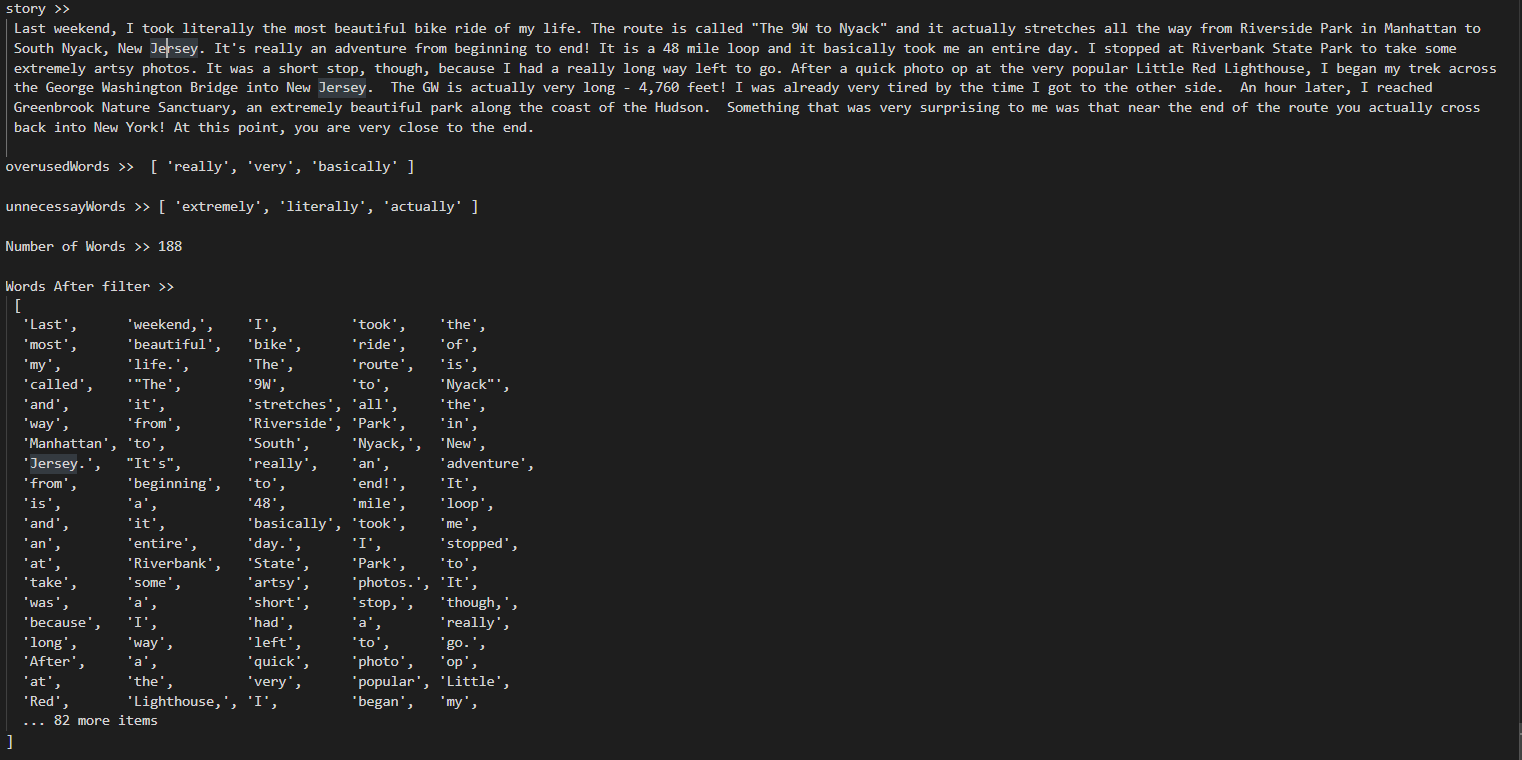 story >>
Last weekend, I took literally the most beautiful bike ride of my life. The route is called "The 9W to Nyack" and it actually stretches all the way from Riverside Park in Manhattan to
South Nyack, New Jersey. It's really an adventure from beginning to end! It is a 48 mile loop and it basically took me an entire day. I stopped at Riverbank State Park to take some
extremely artsy photos. It was a short stop, though, because I had a really long way left to go. After a quick photo op at the very popular Little Red Lighthouse, I began my trek across
the George Washington Bridge into New Jersey.  The GW is actually very long - 4,760 feet! I was already very tired by the time I got to the other side.  An hour later, I reached
Greenbrook Nature Sanctuary, an extremely beautiful park along the coast of the Hudson.  Something that was very surprising to me was that near the end of the route you actually cross
back into New York! At this point, you are very close to the end.
overusedWords >>  [ 'really', 'very', 'basically' ]
unnecessayWords >> [ 'extremely', 'literally', 'actually' ]
Number of Words >> 188
Words After filter >>
[
'Last', 'weekend,', 'I', 'took', 'the',
'most', 'beautiful', 'bike', 'ride', 'of',
'my', 'life.', 'The', 'route', 'is',
'called', '"The', '9W', 'to', 'Nyack"',
'and', 'it', 'stretches', 'all', 'the',
'way', 'from', 'Riverside', 'Park', 'in',
'Manhattan', 'to', 'South', 'Nyack,', 'New',
'Jersey.', "It's", 'really', 'an', 'adventure',
'from', 'beginning', 'to', 'end!', 'It',
'is', 'a', '48', 'mile', 'loop',
'and', 'it', 'basically', 'took', 'me',
'an', 'entire', 'day.', 'I', 'stopped',
'at', 'Riverbank', 'State', 'Park', 'to',
'take', 'some', 'artsy', 'photos.', 'It',
'was', 'a', 'short', 'stop,', 'though,',
'because', 'I', 'had', 'a', 'really',
'long', 'way', 'left', 'to', 'go.',
'After', 'a', 'quick', 'photo', 'op',
'at', 'the', 'very', 'popular', 'Little',
'Red', 'Lighthouse,', 'I', 'began', 'my',
... 82 more items
]